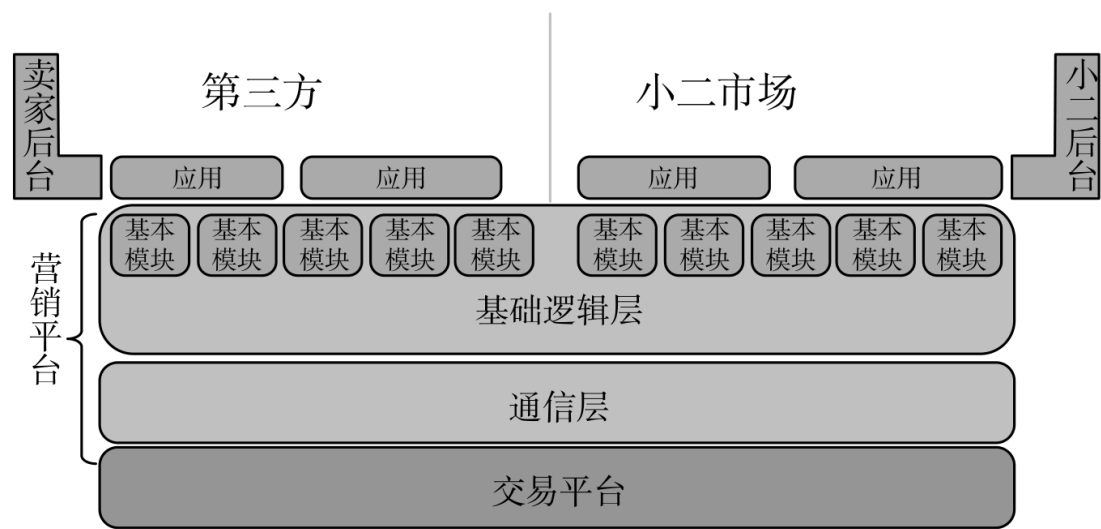 第三方
小二市场
卖家后台
小二后台
应用
应用
应用
应用
基本
模块
基本
模块
基本
模块
基本
模块
基本
模块
基本
模块
基本
模块
基本
模块
基本
模块
基本
模块
营销平台
基础逻辑层
通信层
交易平台